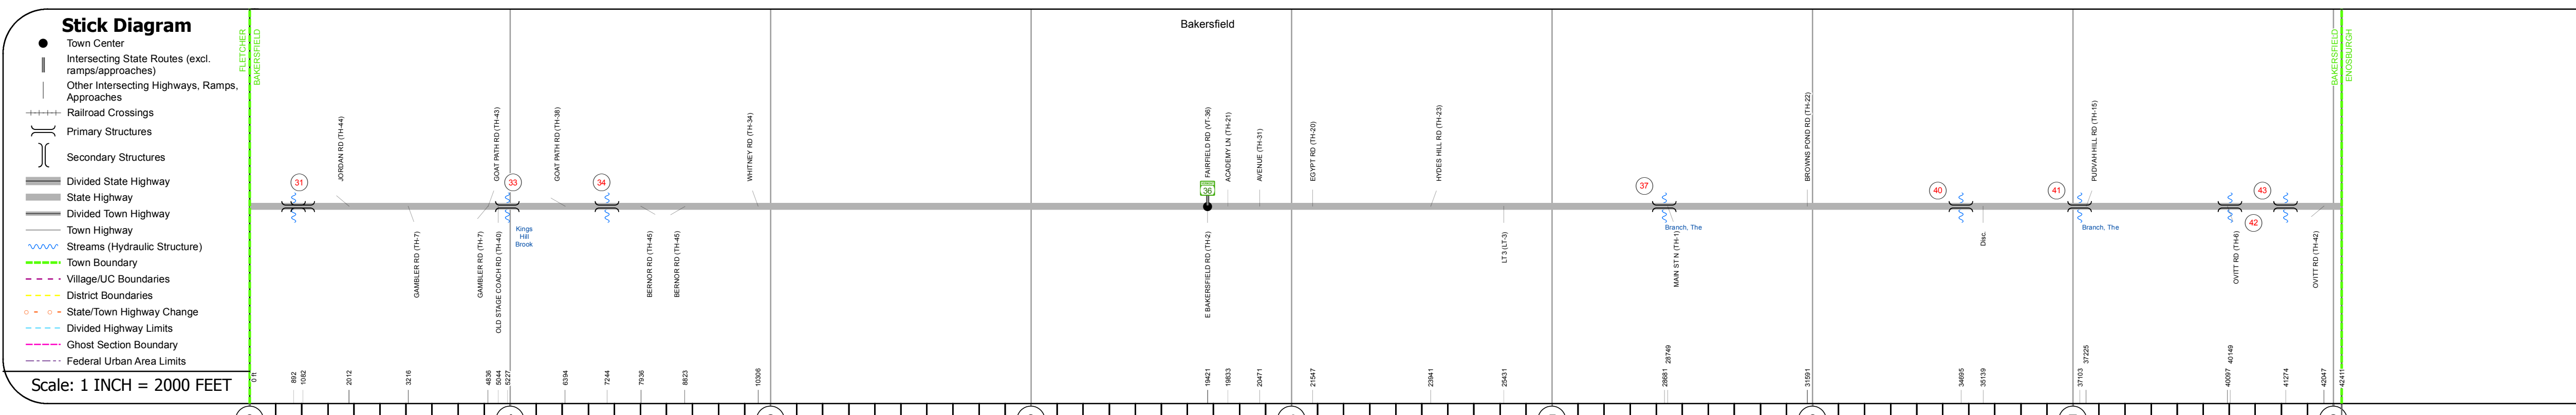 Stick Diagram
Town Center
Intersecting State Routes (excl.
ramps/approaches)
Other Intersecting Highways, Ramps,
Approaches
Railroad Crossings
Primary Structures
Secondary Structures
Divided State Highway
State Highway
Divided Town Highway
Town Highway
Streams (Hydraulic Structure)
Town Boundary
Village/UC Boundaries
District Boundaries
State/Town Highway Change
Divided Highway Limits
Ghost Section Boundary
Federal Urban Area Limits
Scale: 1 INCH = 2000 FEET
Bakersfield
FLETCHER
BAKERSFIELD
BAKERSFIELD
ENOSBURGH
JORDAN RD (TH-44)
GOAT PATH RD (TH-43)
GOAT PATH RD (TH-38)
WHITNEY RD (TH-34)
FAIRFIELD RD (VT-36)
ACADEMY LN (TH-21)
AVENUE (TH-31)
EGYPT RD (TH-20)
HYDES HILL RD (TH-23)
BROWNS POND RD (TH-22)
PUDVAH HILL RD (TH-15)
31
33
34
36
37
40
41
42
43
Kings
Hill
Brook
Branch, The
Branch, The
GAMBLER RD (TH-7)
GAMBLER RD (TH-7)
OLD STAGE COACH RD (TH-40)
BERNOR RD (TH-45)
BERNOR RD (TH-45)
E BAKERSFIELD RD (TH-2)
LT 3 (LT-3)
MAIN ST N (TH-1)
Disc.
OVITT RD (TH-6)
OVITT RD (TH-42)
0 ft
892
1082
2012
3216
4836
5044
5227
6394
7244
7936
8823
10306
19421
19833
20471
21547
23941
25431
28681
28749
31591
34695
35139
37103
37225
40097
40149
41274
42047
42411